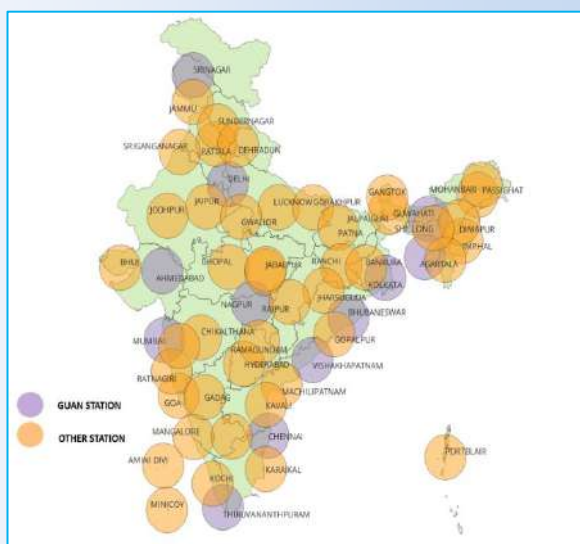 SRINAGAR
JAMMU
SUNDERNAGAR
SRIGANGANAGAR
PATIALA
DEHRADUN
DELHI
MOHANBARI
PASSIGHAT
GANGTOK
JAIPUR
LUCKNOW
GORAKHPUR
JODHPUR
JALPAIGURI
GUWAHATI
GWALIOR
PATNA
SHILLONG
DIMAPUR
IMPHAL
BHUJ
BHOPAL
JABALPUR
RANCHI
BANKURA
AGARTALA
AHMEDABAD
KOLKATA
NAGPUR
RAIPUR
JHARSUGUDA
BHUBANESWAR
MUMBAI
CHIKALTHANA
GOPALPUR
RAMAGUNDAM
HYDERABAD
VISHAKHAPATNAM
RATNAGIRI
MACHILIPATNAM
GOA
GADAG
KAVALI
GUAN STATION
OTHER STATION
MANGALORE
CHENNAI
PORTBLAIR
AMINI DIVI
KARAIKAL
KOCHI
MINICOY
THIRUVANANTHPURAM